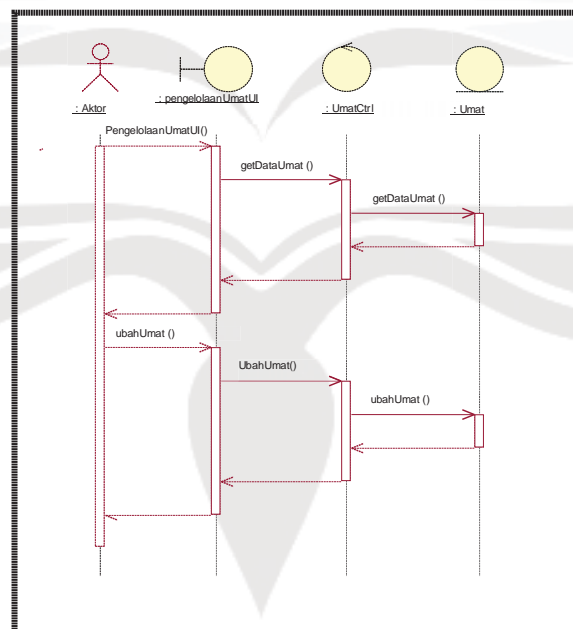 : Aktor
: pengelolaanUmatUI
: UmatCtrl
: Umat
PengelolaanUmatUI()
getDataUmat ()
getDataUmat ()
ubahUmat ()
UbahUmat()
ubahUmat ()